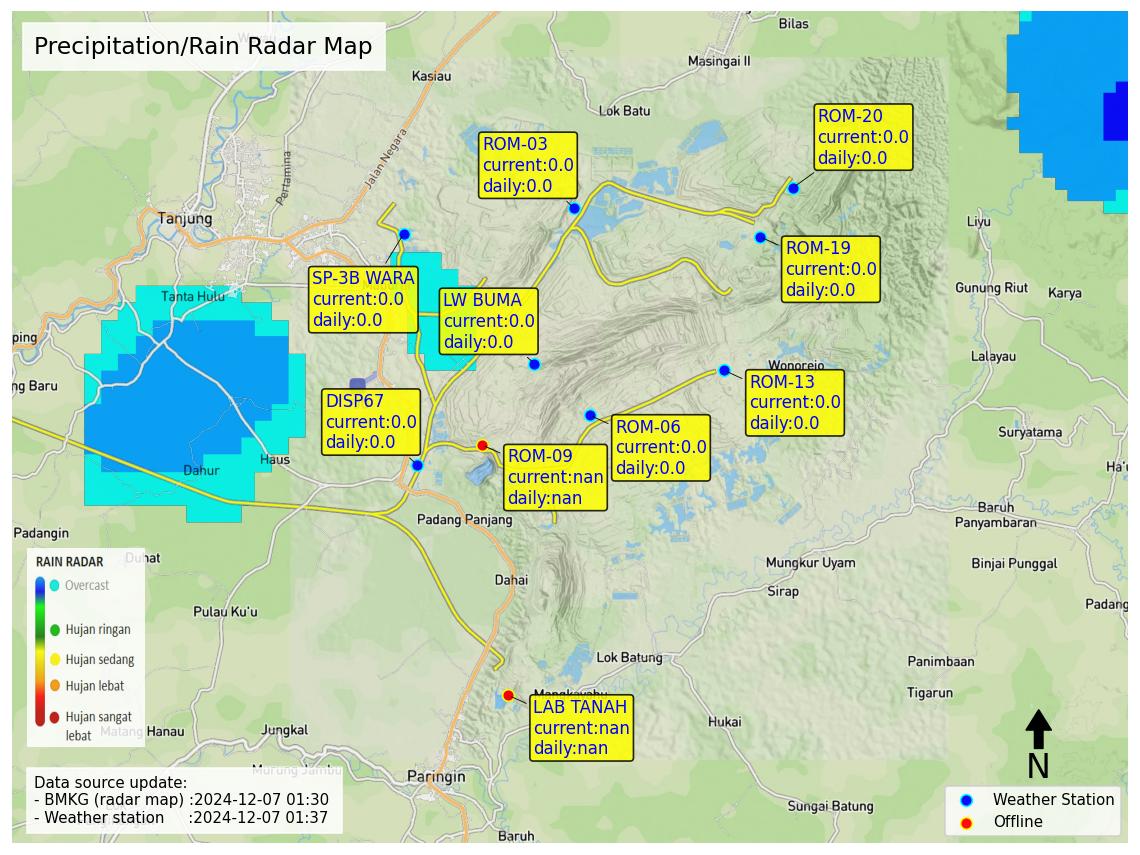 Precipitation/Rain Radar Map
Bilas
Masingai II
Kasiau
Lok Batu
Jalan Negara
Pertamina
Tanjung
ROM-20
current:0.0
daily:0.0
ROM-03
current:0.0
daily:0.0
ROM-19
current:0.0
daily:0.0
Liyu
Gunung Riut
Karya
Lalayau
SP-3B WARA
current:0.0
daily:0.0
LW BUMA
current:0.0
daily:0.0
Tanta Hulu
ping
ng Baru
Wonorejo
ROM-13
current:0.0
daily:0.0
DISP67
current:0.0
daily:0.0
ROM-06
current:0.0
daily:0.0
ROM-09
current:nan
daily:nan
Suryatama
Ha'u
Dahur
Haus
Padang Panjang
Baruh
Panyambaran
Padangin
Duhat
Dahai
Mungkur Uyam
Binjai Punggal
Sirap
Padang
Pulau Ku'u
Lok Batung
Panimbaan
Tigarun
Mangkayahu
LAB TANAH
current:nan
daily:nan
Hukai
Matang Hanau
Jungkal
Murung Jambu
Paringin
Sungai Batung
Baruh
RAIN RADAR
Overcast
Hujan ringan
Hujan sedang
Hujan lebat
Hujan sangat
lebat
Data source update:
- BMKG (radar map) :2024-12-07 01:30
- Weather station :2024-12-07 01:37
N
Weather Station
Offline